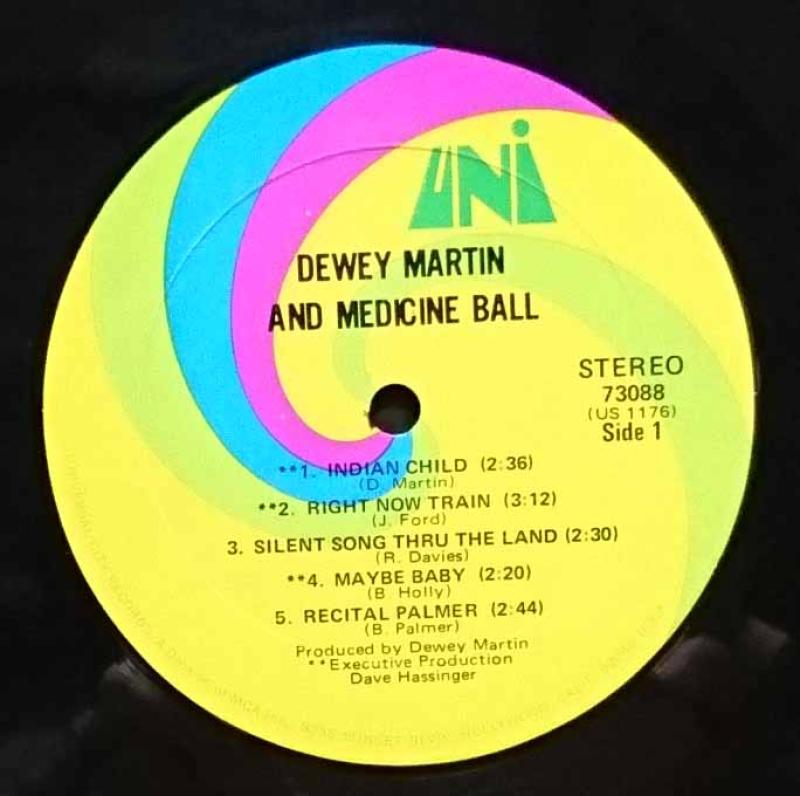 UNI
DEWEY MARTIN
AND MEDICINE BALL
STEREO
73088
(US 1176)
Side 1
**1. INDIAN CHILD (2:36)
(D. Martin)
**2. RIGHT NOW TRAIN (3:12)
(J. Ford)
3. SILENT SONG THRU THE LAND (2:30)
(R. Davies)
**4. MAYBE BABY (2:20)
(B. Holly)
5. RECITAL PALMER (2:44)
(B. Palmer)
Produced by Dewey Martin
**Executive Production
Dave Hassinger